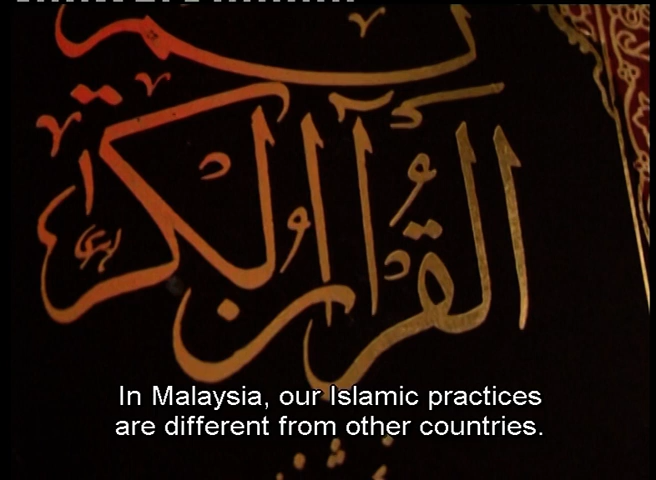 القرآن الكريم
In Malaysia, our Islamic practices
are different from other countries.